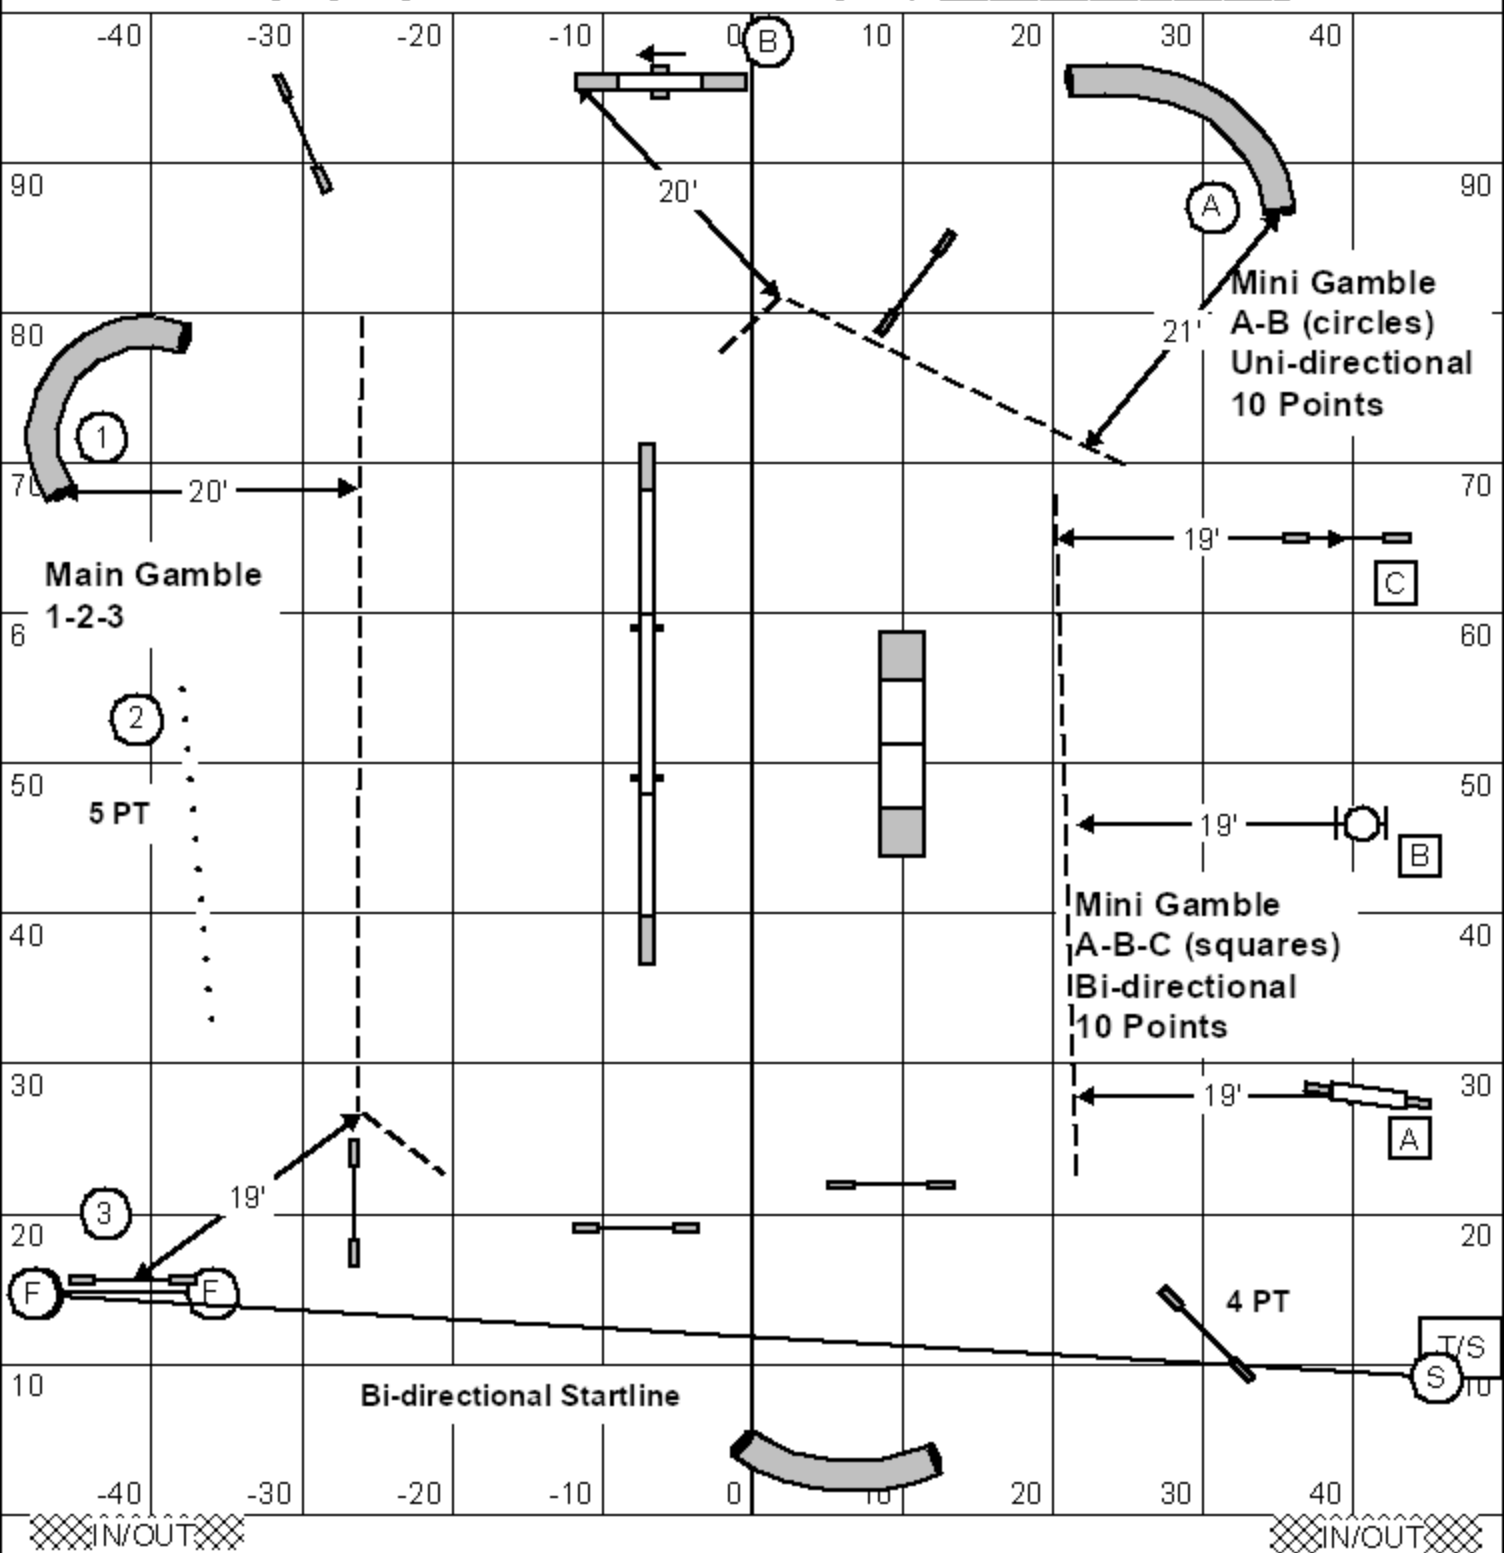 -40 -30 -20 -10 0 10 20 30 40
B
90 90
20'
A
Mini Gamble
A-B (circles)
Uni-directional
10 Points
21'
80
1
70 70
20'
19'
C
Main Gamble
1-2-3
6 60
2
50 50
5 PT
19'
B
Mini Gamble
A-B-C (squares)
Bi-directional
10 Points
40 40
30 30
19'
A
19'
3
20 20
F F
4 PT
T/S
S
10 10
Bi-directional Startline
-40 -30 -20 -10 0 10 20 30 40
IN/OUT IN/OUT